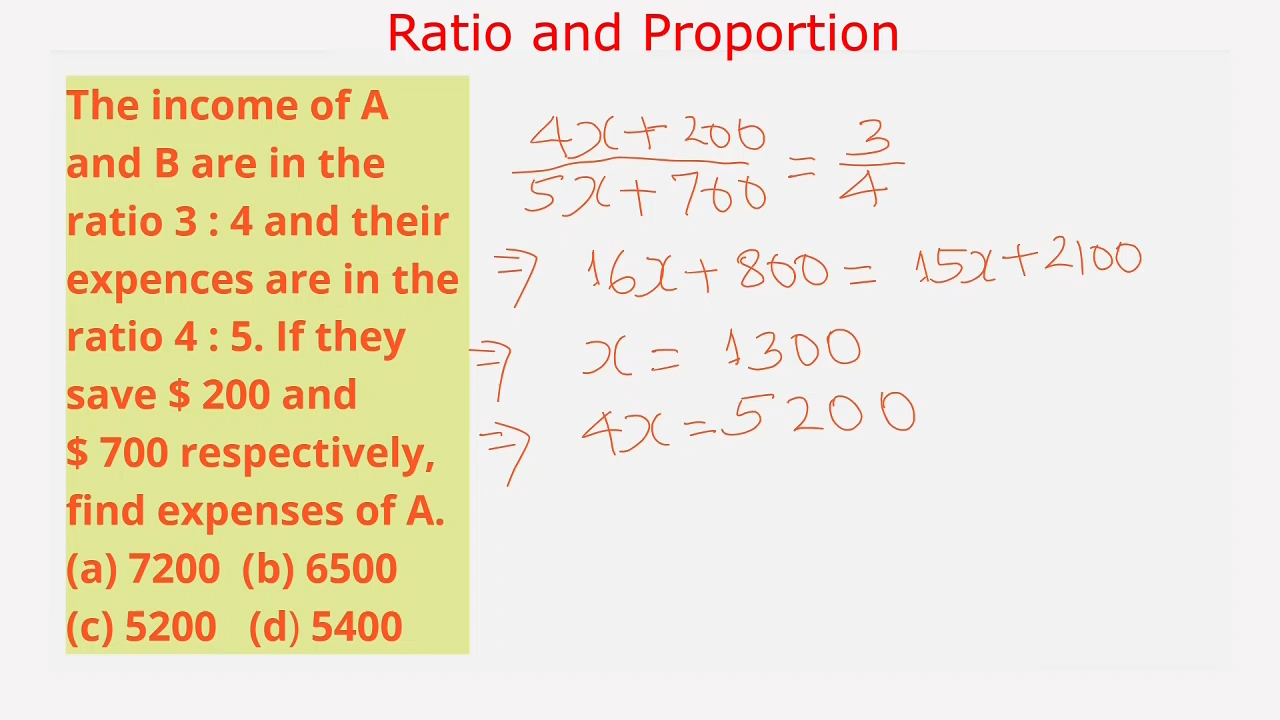 Ratio and Proportion
The income of A
and B are in the
ratio 3 : 4 and their
expences are in the
ratio 4 : 5. If they
save $ 200 and
$ 700 respectively,
find expenses of A.
(a) 7200 (b) 6500
(c) 5200 (d) 5400
4x+200 / 5x+700 = 3/4
⇒ 16x+800 = 15x+2100
⇒ x = 1300
⇒ 4x = 5200